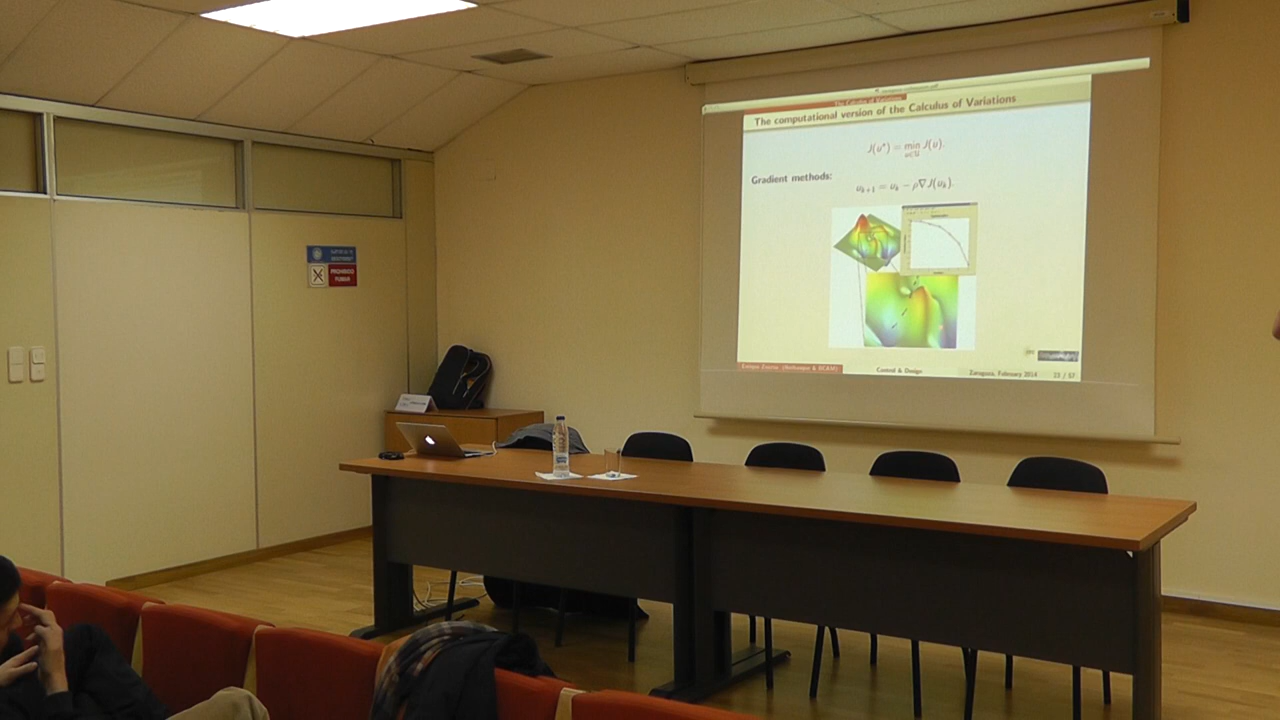 The Calculus of Variations
The computational version of the Calculus of Variations
J(u*) = min J(u).
u∈U
Gradient methods:
u_{k+1} = u_k − ρ∇J(u_k).
Enrique Zuazua (Ikerbasque & BCAM)
Control & Design
Zaragoza, February 2014
23 / 57
PROHIBIDO
FUMAR